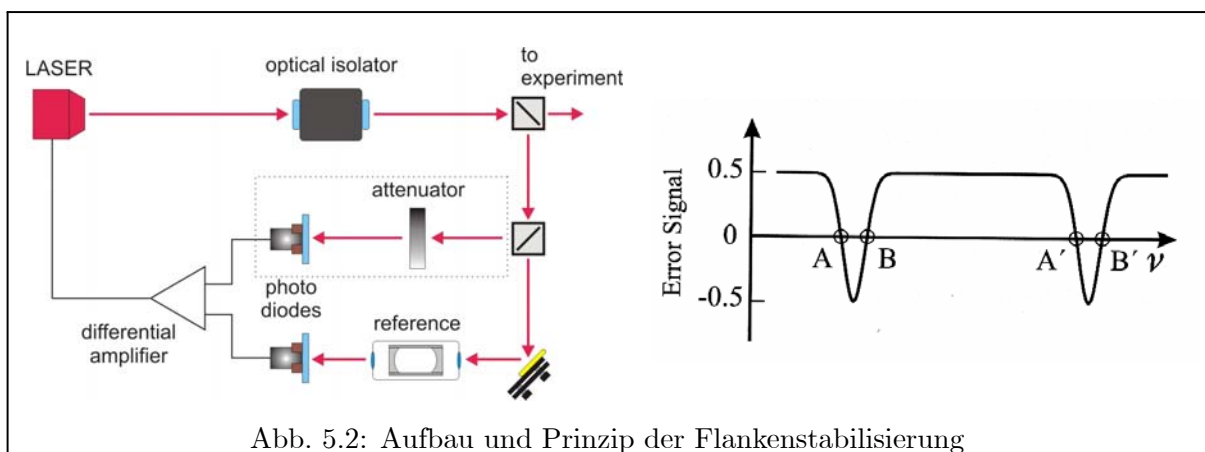 LASER
optical isolator
to
experiment
attenuator
photo
diodes
reference
differential
amplifier
Error Signal
0.5
0
-0.5
A
B
A´
B´
ν
Abb. 5.2: Aufbau und Prinzip der Flankenstabilisierung